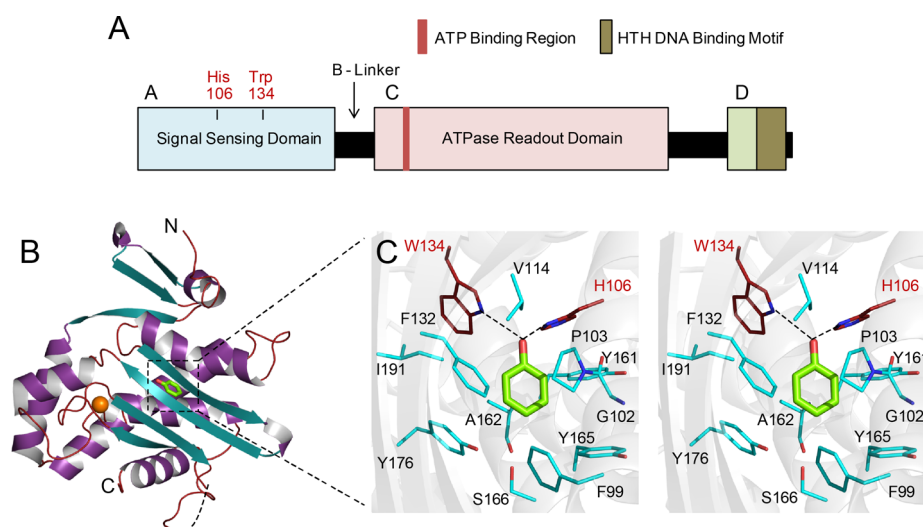 A
ATP Binding Region
HTH DNA Binding Motif
B - Linker
His
106
Trp
134
A
C
D
Signal Sensing Domain
ATPase Readout Domain
B
N
C
C
W134
V114
H106
F132
P103
I191
Y161
A162
G102
Y165
Y176
S166
F99
W134
V114
H106
F132
P103
I191
Y161
A162
G102
Y165
Y176
S166
F99